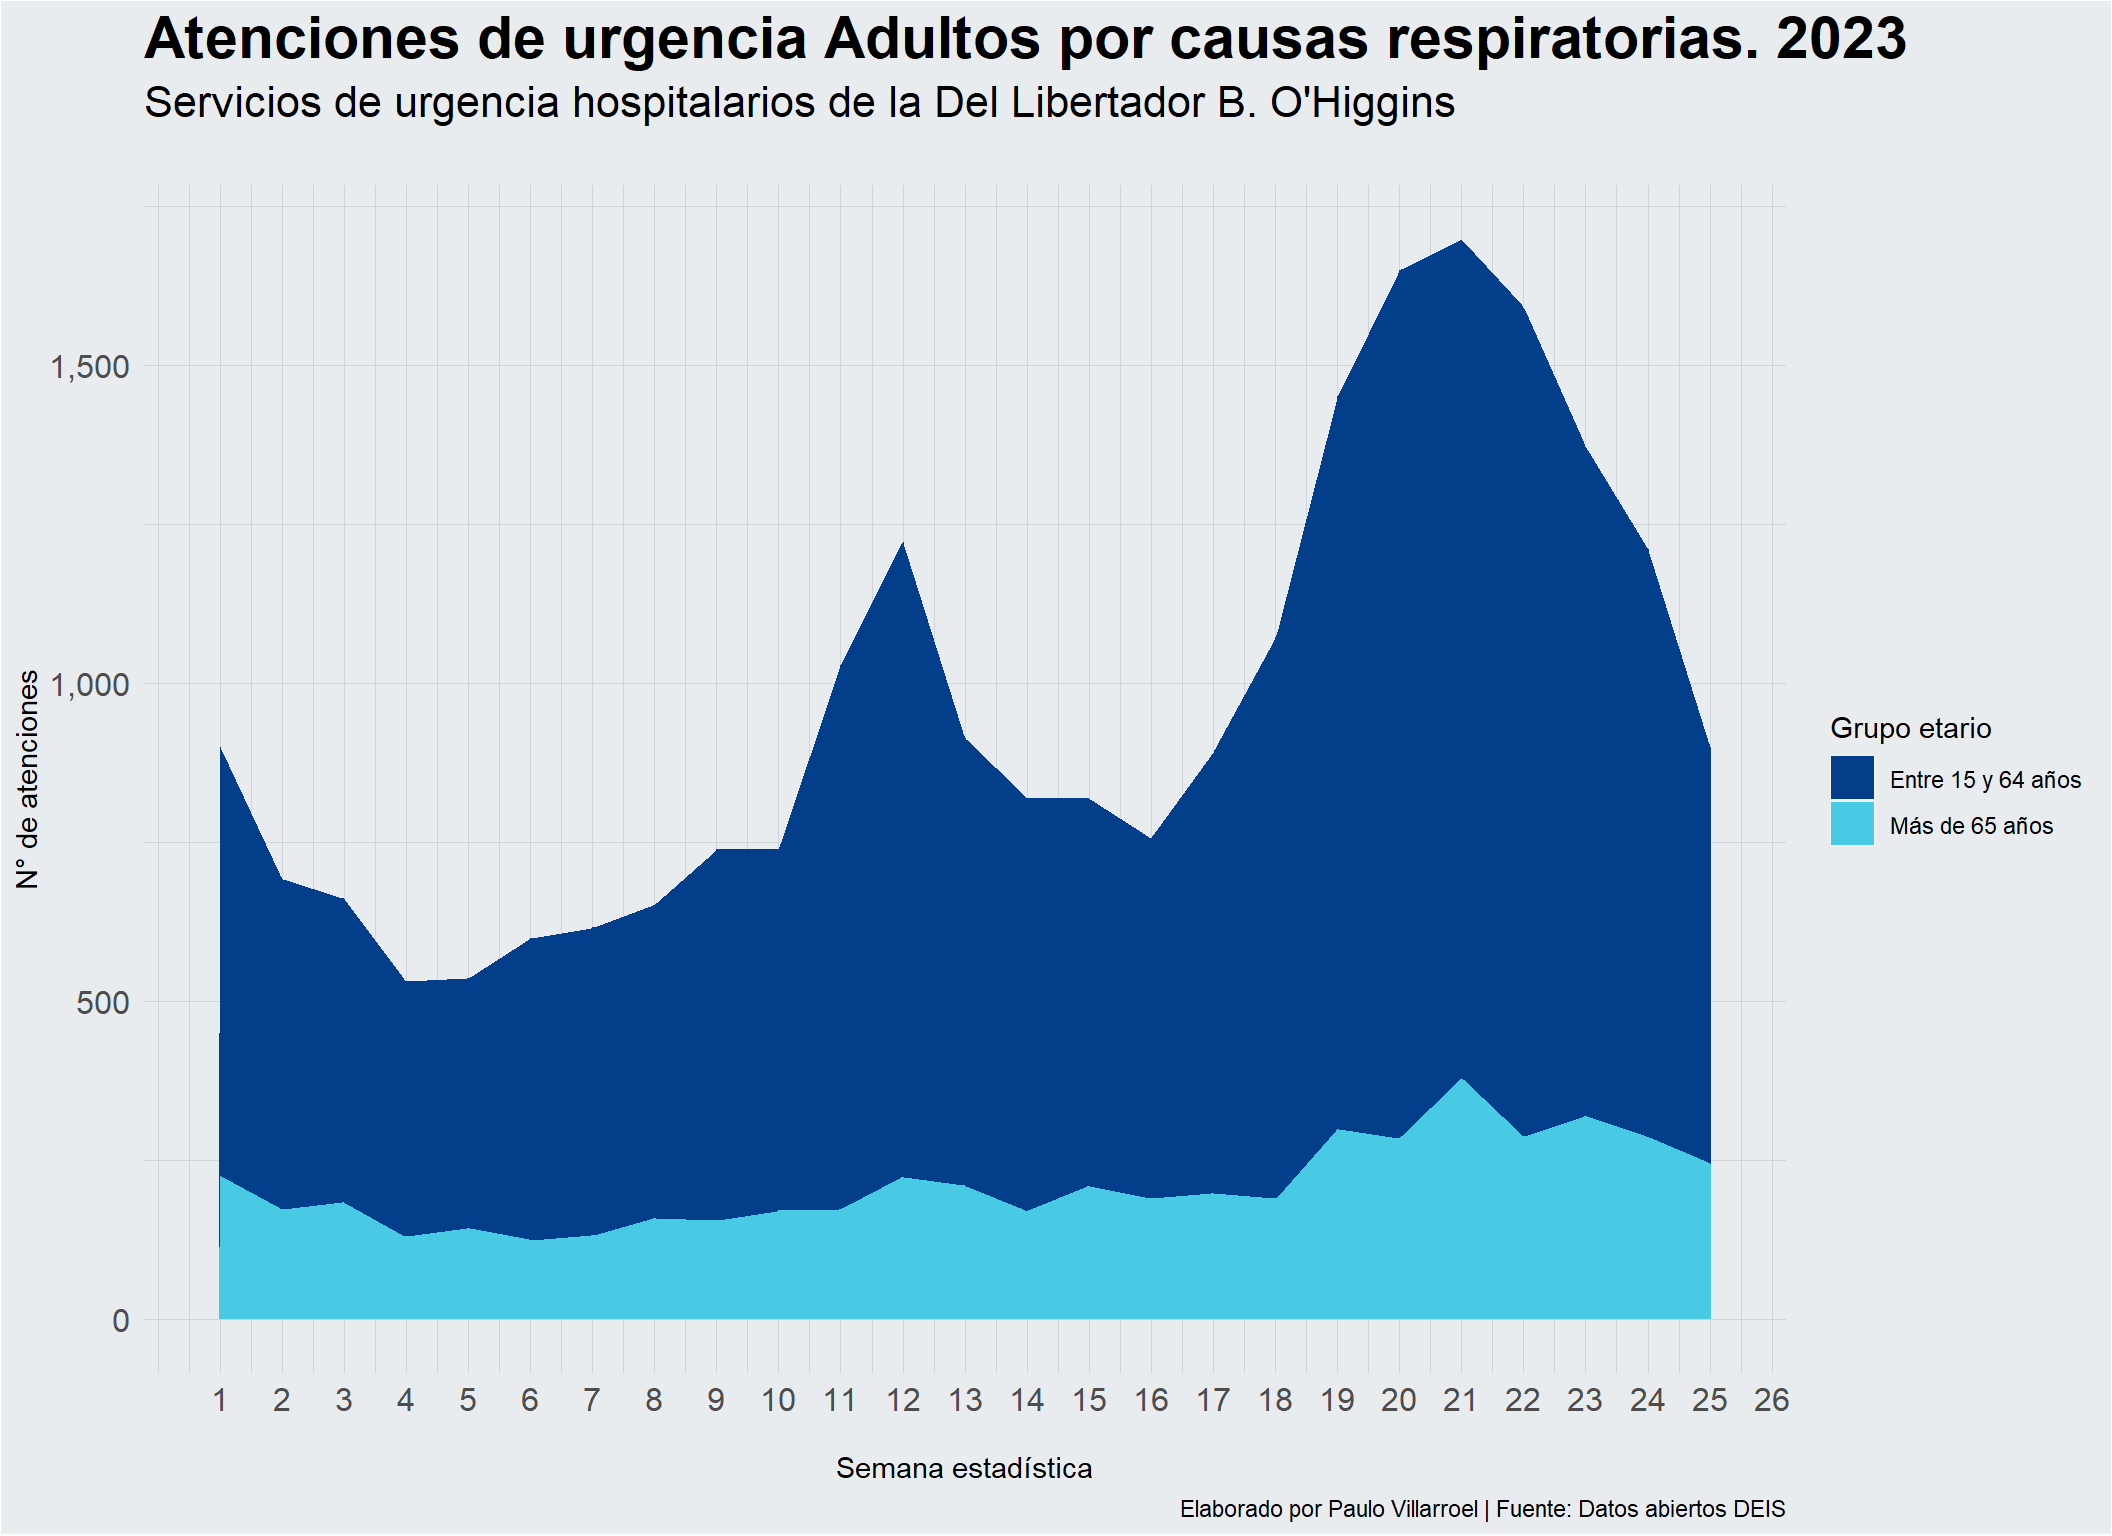 Atenciones de urgencia Adultos por causas respiratorias. 2023
Servicios de urgencia hospitalarios de la Del Libertador B. O'Higgins
N° de atenciones
1,500
1,000
500
0
1 2 3 4 5 6 7 8 9 10 11 12 13 14 15 16 17 18 19 20 21 22 23 24 25 26
Semana estadística
Grupo etario
Entre 15 y 64 años
Más de 65 años
Elaborado por Paulo Villarroel | Fuente: Datos abiertos DEIS